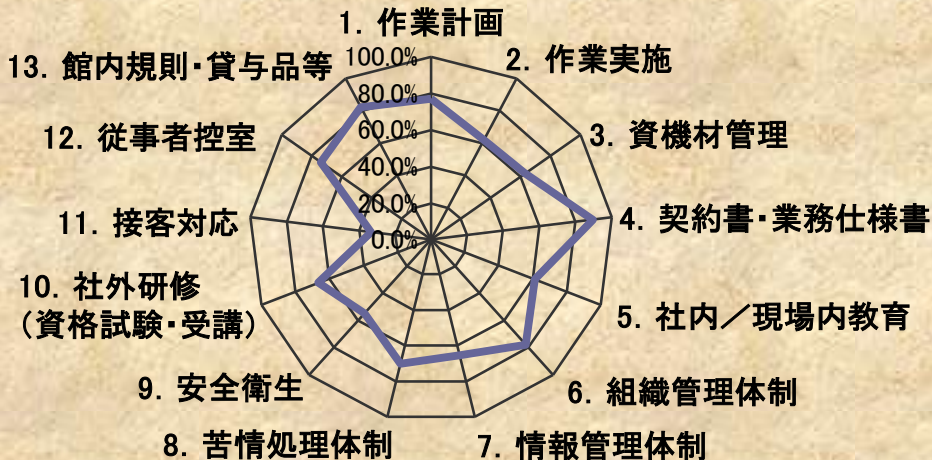 1. 作業計画
2. 作業実施
3. 資機材管理
4. 契約書・業務仕様書
5. 社内／現場内教育
6. 組織管理体制
7. 情報管理体制
8. 苦情処理体制
9. 安全衛生
10. 社外研修
（資格試験・受講）
11. 接客対応
12. 従事者控室
13. 館内規則・貸与品等
100.0%
80.0%
60.0%
40.0%
20.0%
0.0%